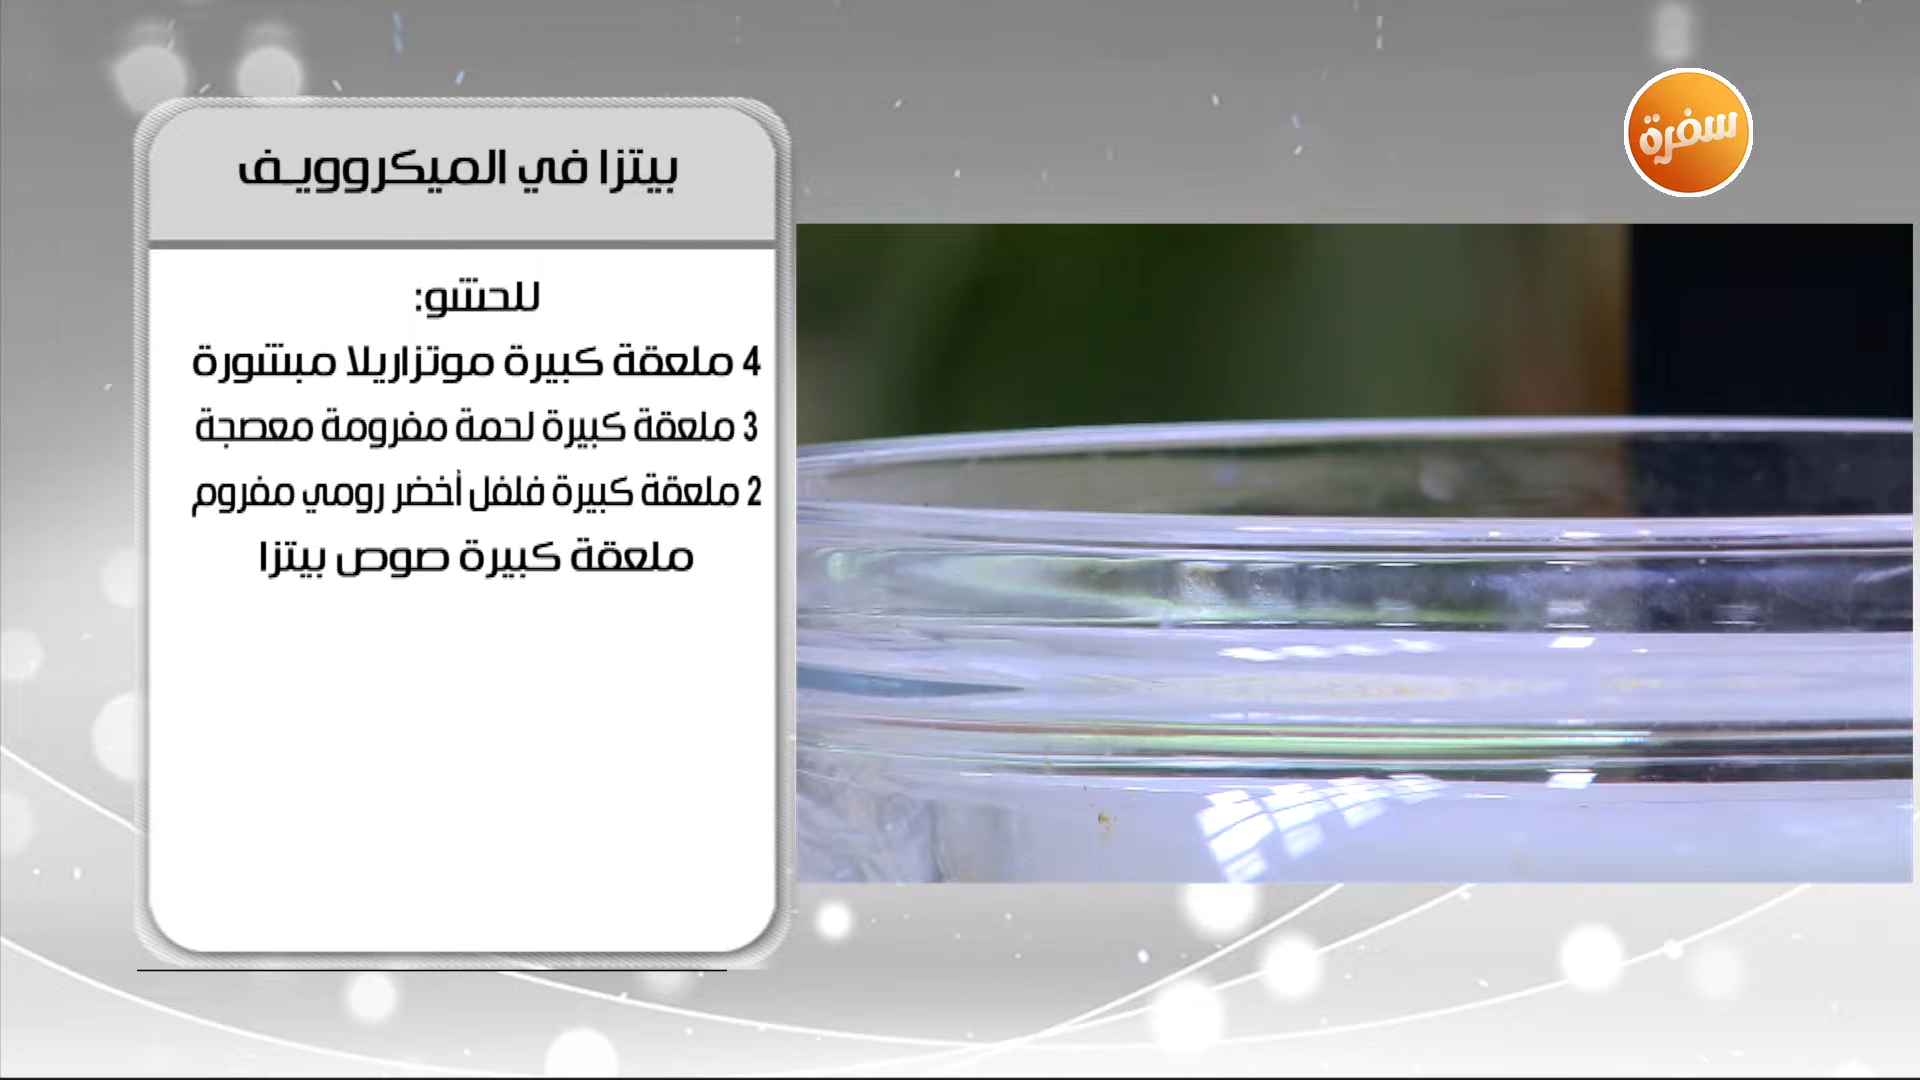 سفرة
بيتزا في الميكروويف
للحشو:
4 ملعقة كبيرة موتزاريلا مبشورة
3 ملعقة كبيرة لحمة مفرومة معصجة
2 ملعقة كبيرة فلفل أخضر رومي مفروم
ملعقة كبيرة صوص بيتزا